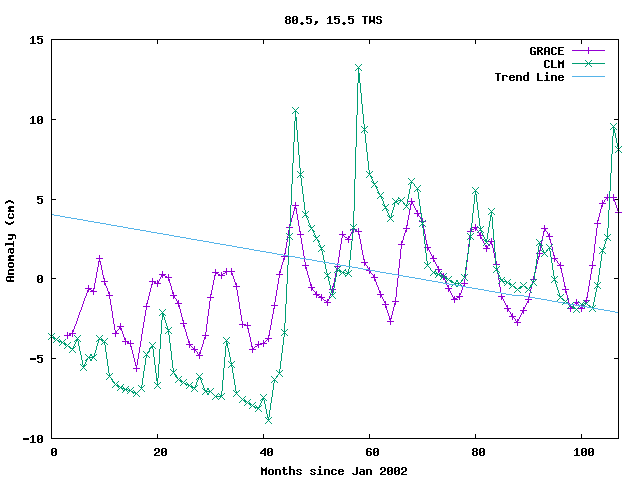 80.5, 15.5 TWS
GRACE
CLM
Trend Line
15
10
5
0
-5
-10
Anomaly (cm)
0 20 40 60 80 100
Months since Jan 2002